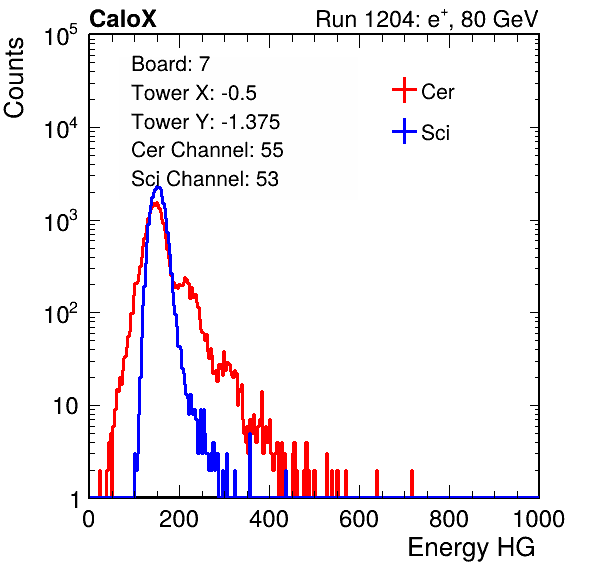 CaloX Run 1204: e⁺, 80 GeV
Counts
10⁵
10⁴
10³
10²
10
1
Board: 7
Tower X: -0.5
Tower Y: -1.375
Cer Channel: 55
Sci Channel: 53
Cer
Sci
0 200 400 600 800 1000
Energy HG